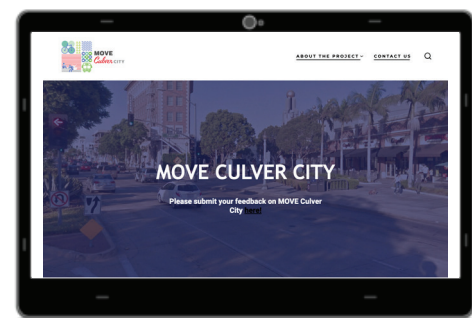 MOVE
Culver CITY
ABOUT THE PROJECT
CONTACT US
MOVE CULVER CITY
Please submit your feedback on MOVE Culver
City here!